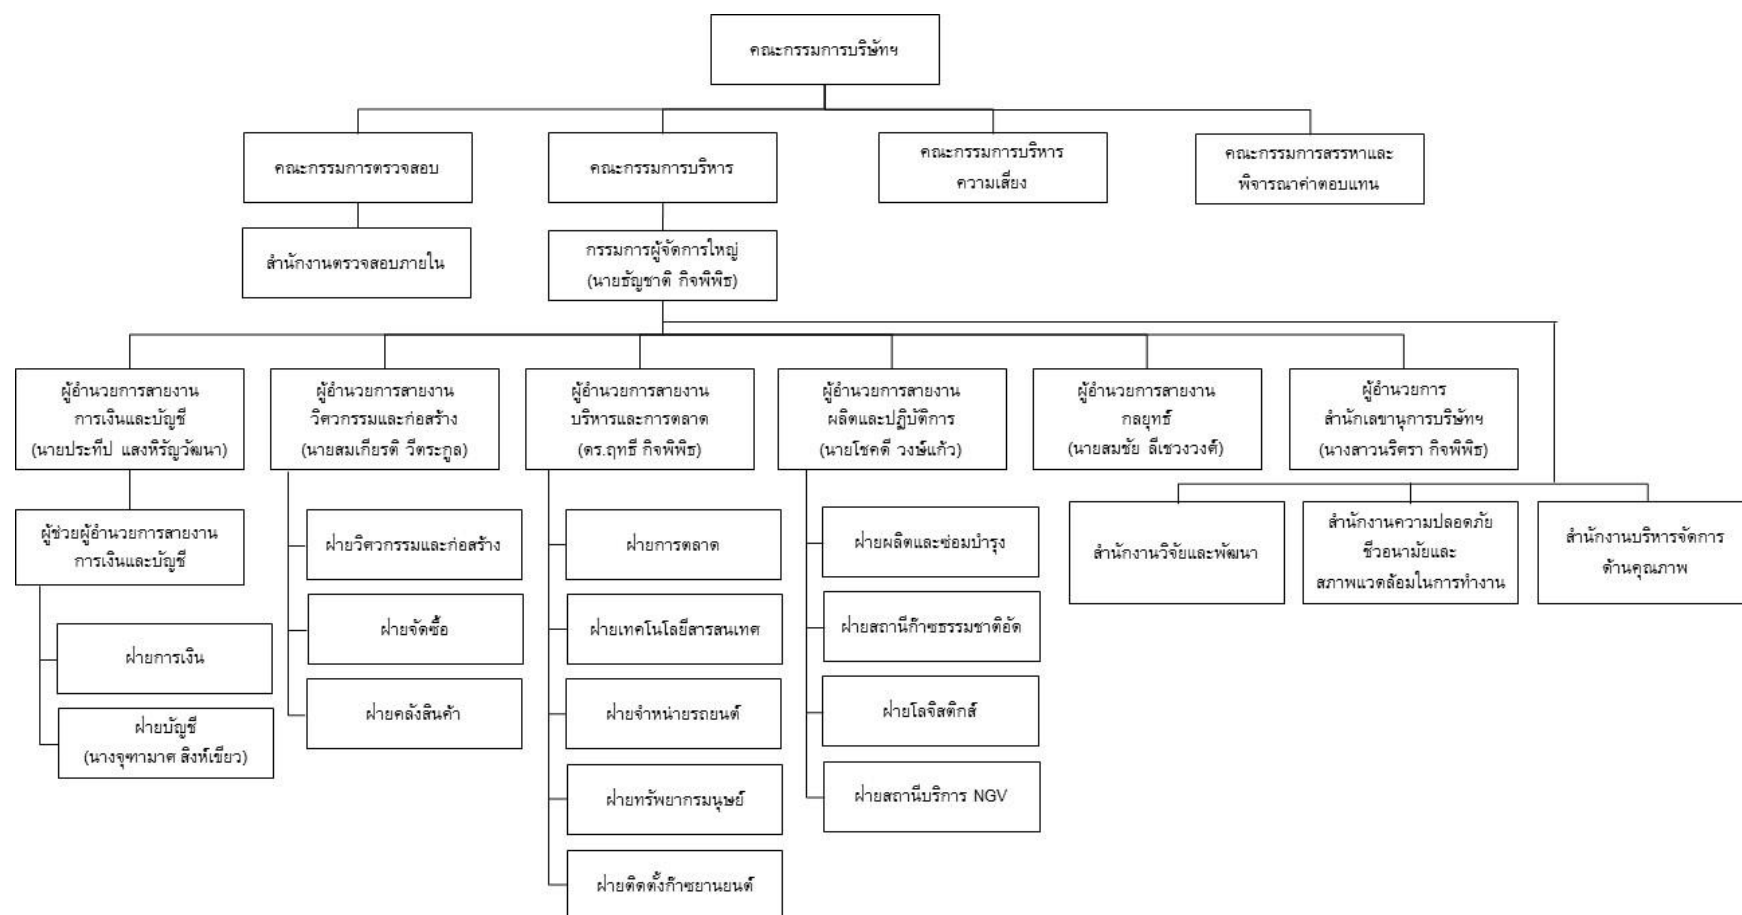 คณะกรรมการบริษัทฯ
คณะกรรมการตรวจสอบ
คณะกรรมการบริหาร
คณะกรรมการบริหาร
ความเสี่ยง
คณะกรรมการสรรหาและ
พิจารณาค่าตอบแทน
สำนักงานตรวจสอบภายใน
กรรมการผู้จัดการใหญ่
(นายธัญชาติ กิจพิพิธ)
ผู้อำนวยการสายงาน
การเงินและบัญชี
(นายประทีป แสงหิรัญวัฒนา)
ผู้อำนวยการสายงาน
วิศวกรรมและก่อสร้าง
(นายสมเกียรติ วีตระกูล)
ผู้อำนวยการสายงาน
บริหารและการตลาด
(ดร.ฤทธี กิจพิพิธ)
ผู้อำนวยการสายงาน
ผลิตและปฏิบัติการ
(นายโชคดี วงษ์แก้ว)
ผู้อำนวยการสายงาน
กลยุทธ์
(นายสมชัย ลีเชวงวงศ์)
ผู้อำนวยการ
สำนักเลขานุการบริษัทฯ
(นางสาวนริศรา กิจพิพิธ)
ผู้ช่วยผู้อำนวยการสายงาน
การเงินและบัญชี
ฝ่ายการเงิน
ฝ่ายบัญชี
(นางจุฑามาศ สิงห์เขียว)
ฝ่ายวิศวกรรมและก่อสร้าง
ฝ่ายจัดซื้อ
ฝ่ายคลังสินค้า
ฝ่ายการตลาด
ฝ่ายเทคโนโลยีสารสนเทศ
ฝ่ายจำหน่ายรถยนต์
ฝ่ายทรัพยากรมนุษย์
ฝ่ายติดตั้งก๊าซยานยนต์
ฝ่ายผลิตและซ่อมบำรุง
ฝ่ายสถานีก๊าซธรรมชาติอัด
ฝ่ายโลจิสติกส์
ฝ่ายสถานีบริการ NGV
สำนักงานวิจัยและพัฒนา
สำนักงานความปลอดภัย
ชีวอนามัยและ
สภาพแวดล้อมในการทำงาน
สำนักงานบริหารจัดการ
ด้านคุณภาพ